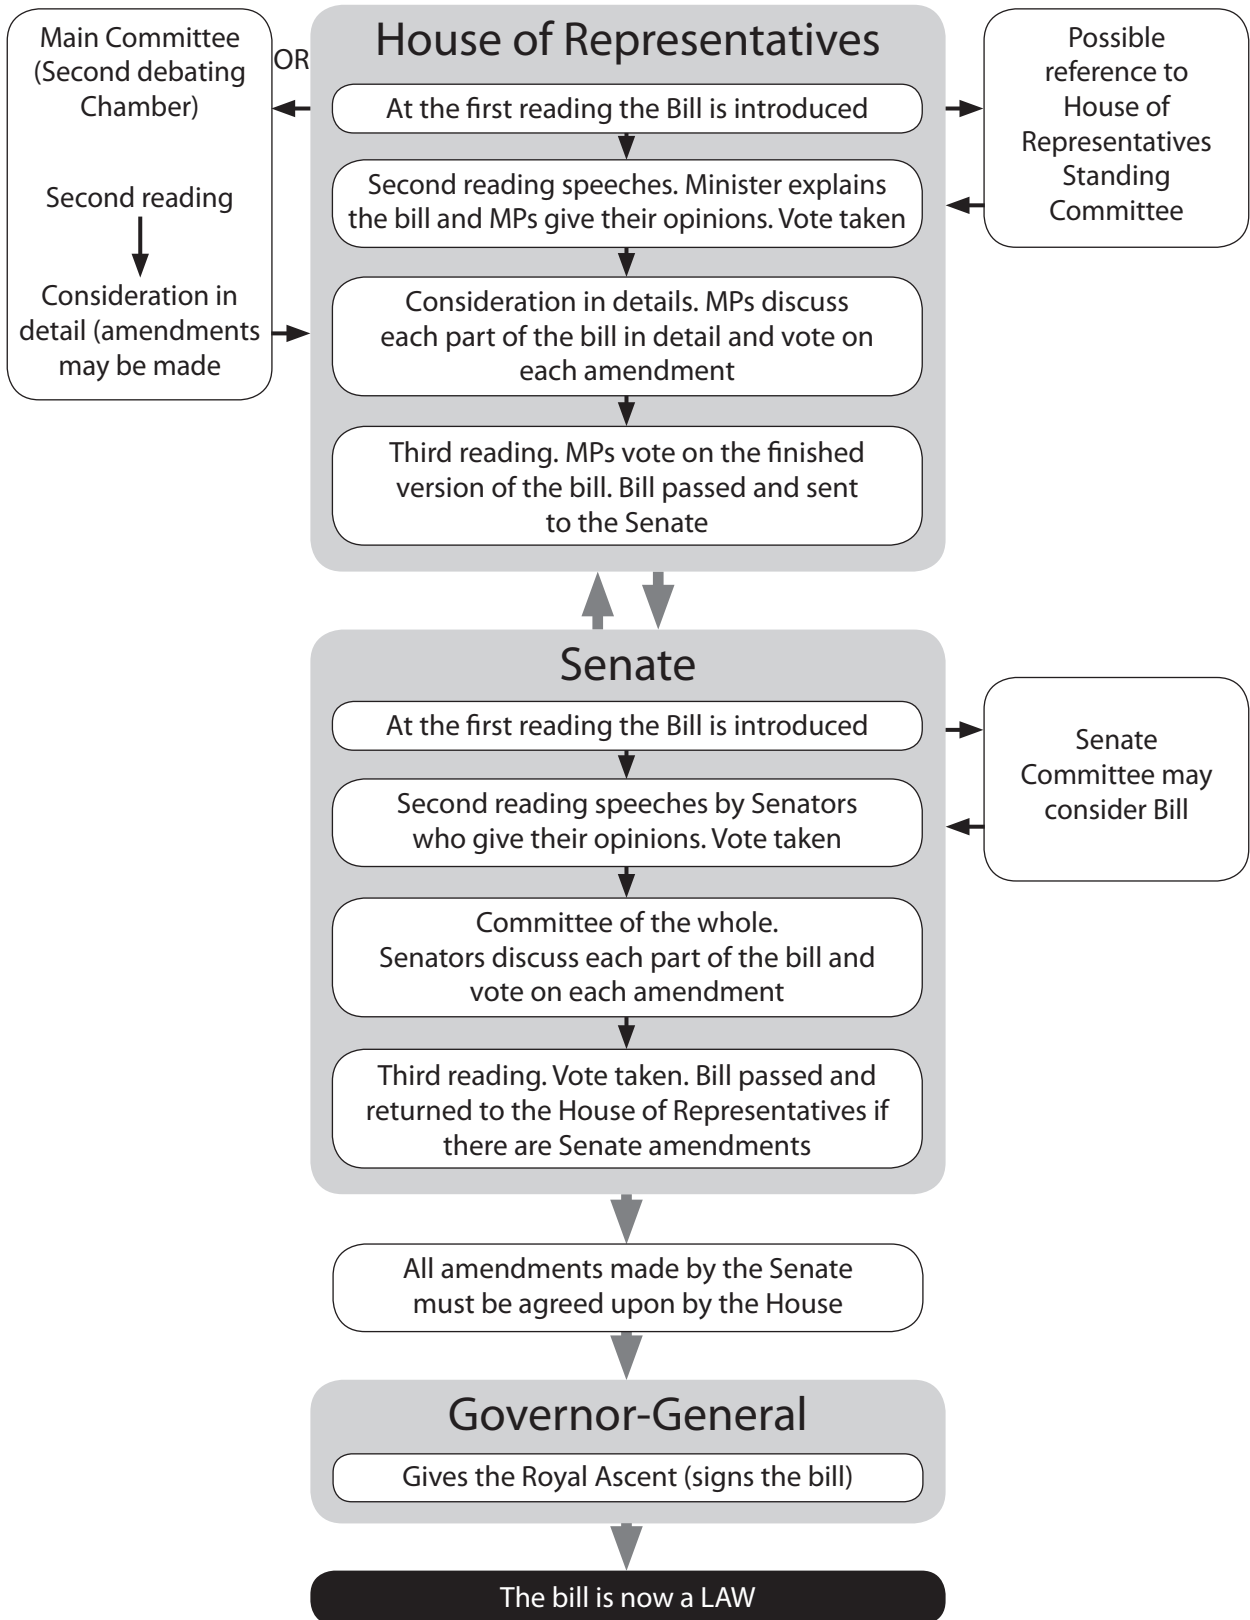 Main Committee
(Second debating
Chamber)
Second reading
Consideration in
detail (amendments
may be made
OR
House of Representatives
At the first reading the Bill is introduced
Second reading speeches. Minister explains
the bill and MPs give their opinions. Vote taken
Consideration in details. MPs discuss
each part of the bill in detail and vote on
each amendment
Third reading. MPs vote on the finished
version of the bill. Bill passed and sent
to the Senate
Possible
reference to
House of
Representatives
Standing
Committee
Senate
At the first reading the Bill is introduced
Second reading speeches by Senators
who give their opinions. Vote taken
Committee of the whole.
Senators discuss each part of the bill and
vote on each amendment
Third reading. Vote taken. Bill passed and
returned to the House of Representatives if
there are Senate amendments
Senate
Committee may
consider Bill
All amendments made by the Senate
must be agreed upon by the House
Governor-General
Gives the Royal Ascent (signs the bill)
The bill is now a LAW